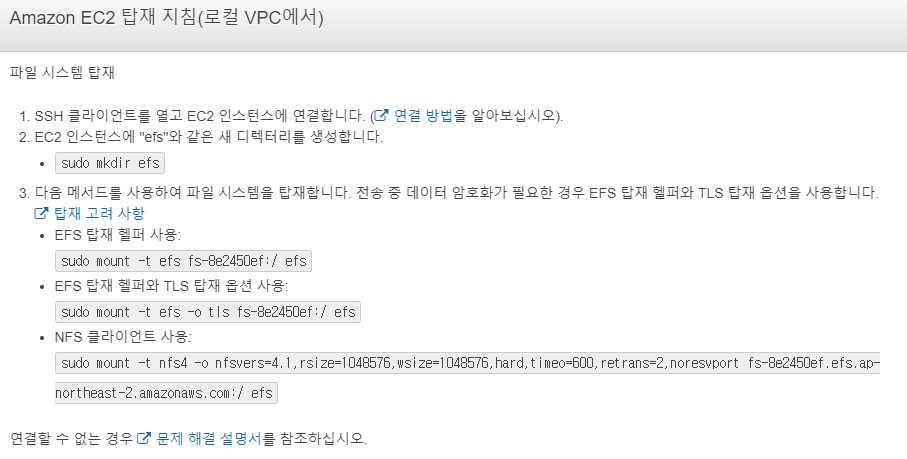 Amazon EC2 탑재 지침(로컬 VPC에서)
파일 시스템 탑재
1. SSH 클라이언트를 열고 EC2 인스턴스에 연결합니다. (연결 방법을 알아보십시오).
2. EC2 인스턴스에 "efs"와 같은 새 디렉터리를 생성합니다.
• sudo mkdir efs
3. 다음 메서드를 사용하여 파일 시스템을 탑재합니다. 전송 중 데이터 암호화가 필요한 경우 EFS 탑재 헬퍼와 TLS 탑재 옵션을 사용합니다.
탑재 고려 사항
• EFS 탑재 헬퍼 사용:
sudo mount -t efs fs-8e2450ef:/ efs
• EFS 탑재 헬퍼와 TLS 탑재 옵션 사용:
sudo mount -t efs -o tls fs-8e2450ef:/ efs
• NFS 클라이언트 사용:
sudo mount -t nfs4 -o nfsvers=4.1,rsize=1048576,wsize=1048576,hard,timeo=600,retrans=2,noresvport fs-8e2450ef.efs.ap-
northeast-2.amazonaws.com:/ efs
연결할 수 없는 경우 문제 해결 설명서를 참조하십시오.